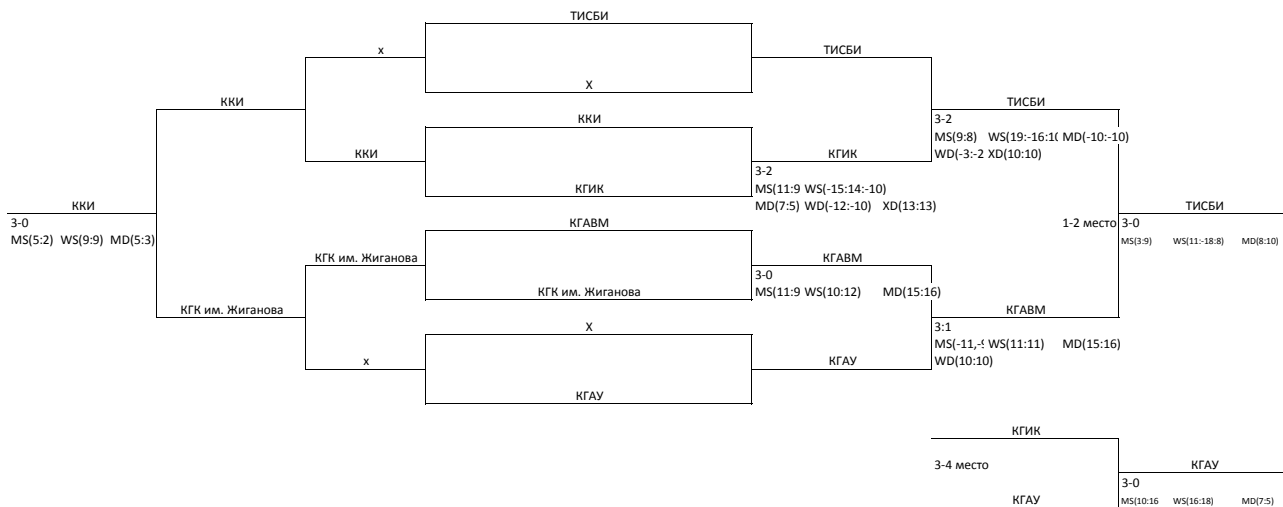 ТИСБИ
х
ТИСБИ
Х
ККИ
ТИСБИ
ККИ
3-2
MS(9:8) WS(19:-16:1( MD(-10:-10)
WD(-3:-2 XD(10:10)
ККИ
КГИК
3-2
КГИК
MS(11:9 WS(-15:14:-10)
MD(7:5) WD(-12:-10) XD(13:13)
ККИ
ТИСБИ
3-0
1-2 место
3-0
MS(5:2) WS(9:9) MD(5:3)
MS(3:9) WS(11:-18:8) MD(8:10)
КГАВМ
КГК им. Жиганова
КГАВМ
3-0
КГК им. Жиганова
MS(11:9 WS(10:12) MD(15:16)
КГК им. Жиганова
КГАВМ
Х
3:1
MS(-11,-9 WS(11:11) MD(15:16)
х
КГАУ
WD(10:10)
КГАУ
КГИК
3-4 место
КГАУ
3-0
КГАУ
MS(10:16 WS(16:18) MD(7:5)